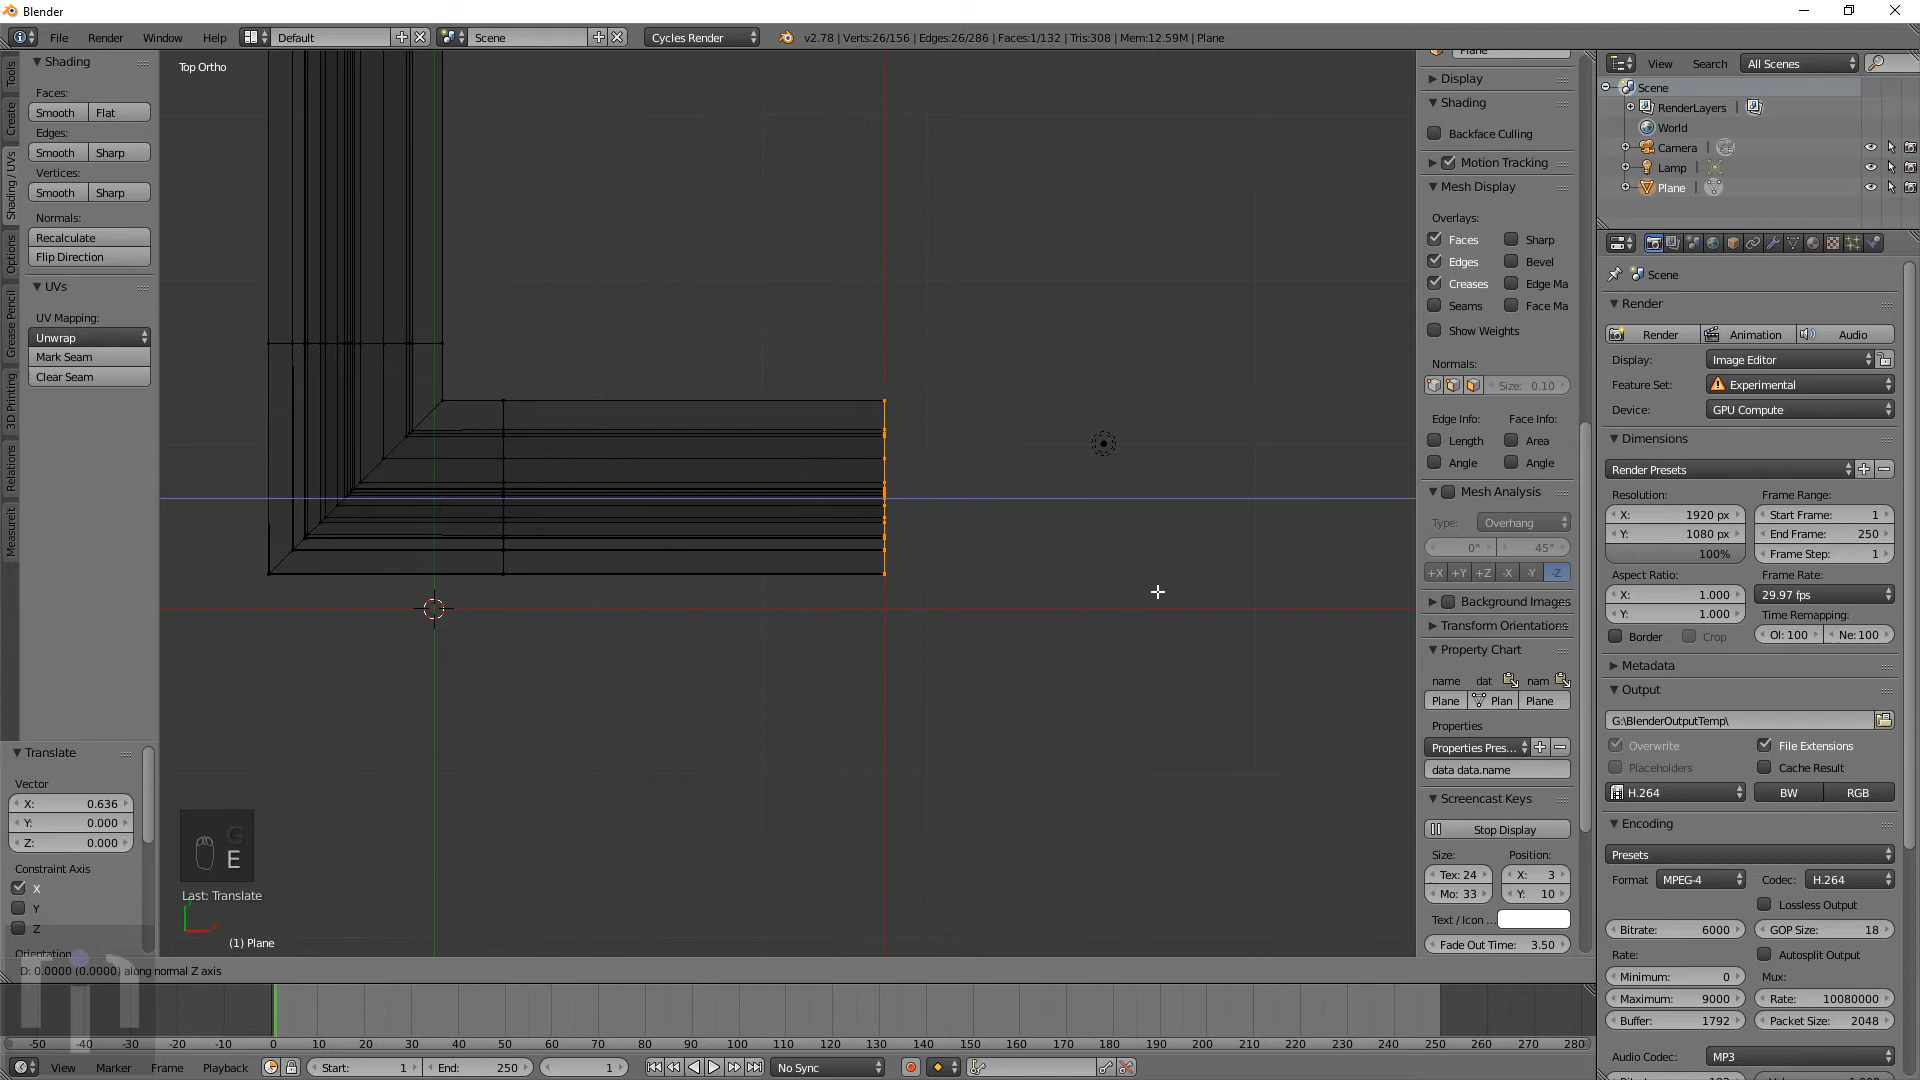 Blender
File Render Window Help Default Scene Cycles Render v2.78 | Verts:26/156 | Edges:26/286 | Faces:1/132 | Tris:308 | Mem:12.59M | Plane
Tools
Create
Shading / UVs
Options
Grease Pencil
3D Printing
Relations
Measureit
Shading
Faces:
Smooth Flat
Edges:
Smooth Sharp
Vertices:
Smooth Sharp
Normals:
Recalculate
Flip Direction
UVs
UV Mapping:
Unwrap
Mark Seam
Clear Seam
Translate
Vector
X: 0.636
Y: 0.000
Z: 0.000
Constraint Axis
X
Y
Z
Orientation
Top Ortho
G
E
Last: Translate
(1) Plane
D: 0.0000 (0.0000) along normal Z axis
Plane
Display
Shading
Backface Culling
Motion Tracking
Mesh Display
Overlays:
Faces Sharp
Edges Bevel
Creases Edge Ma
Seams Face Ma
Show Weights
Normals:
Size: 0.10
Edge Info: Face Info:
Length Area
Angle Angle
Mesh Analysis
Type: Overhang
0° 45°
+X +Y +Z -X -Y -Z
Background Images
Transform Orientations
Property Chart
name dat nam
Plane Plan Plane
Properties
Properties Pres...
data data.name
Screencast Keys
Stop Display
Size: Position:
Tex: 24 X: 3
Mo: 33 Y: 10
Text / Icon ...
Fade Out Time: 3.50
View Search All Scenes
Scene
RenderLayers
World
Camera
Lamp
Plane
Scene
Render
Render Animation Audio
Display: Image Editor
Feature Set: Experimental
Device: GPU Compute
Dimensions
Render Presets
Resolution: Frame Range:
X: 1920 px Start Frame: 1
Y: 1080 px End Frame: 250
100% Frame Step: 1
Aspect Ratio: Frame Rate:
X: 1.000 29.97 fps
Y: 1.000 Time Remapping:
Border Crop Ol: 100 Ne: 100
Metadata
Output
G:\BlenderOutputTemp\
Overwrite File Extensions
Placeholders Cache Result
H.264 BW RGB
Encoding
Presets
Format MPEG-4 Codec: H.264
Lossless Output
Bitrate: 6000 GOP Size: 18
Rate: Autosplit Output
Minimum: 0 Mux:
Maximum: 9000 Rate: 10080000
Buffer: 1792 Packet Size: 2048
Audio Codec: MP3
-50 -40 -30 -20 -10 0 10 20 30 40 50 60 70 80 90 100 110 120 130 140 150 160 170 180 190 200 210 220 230 240 250 260 270 280
View Marker Frame Playback Start: 1 End: 250 1 No Sync